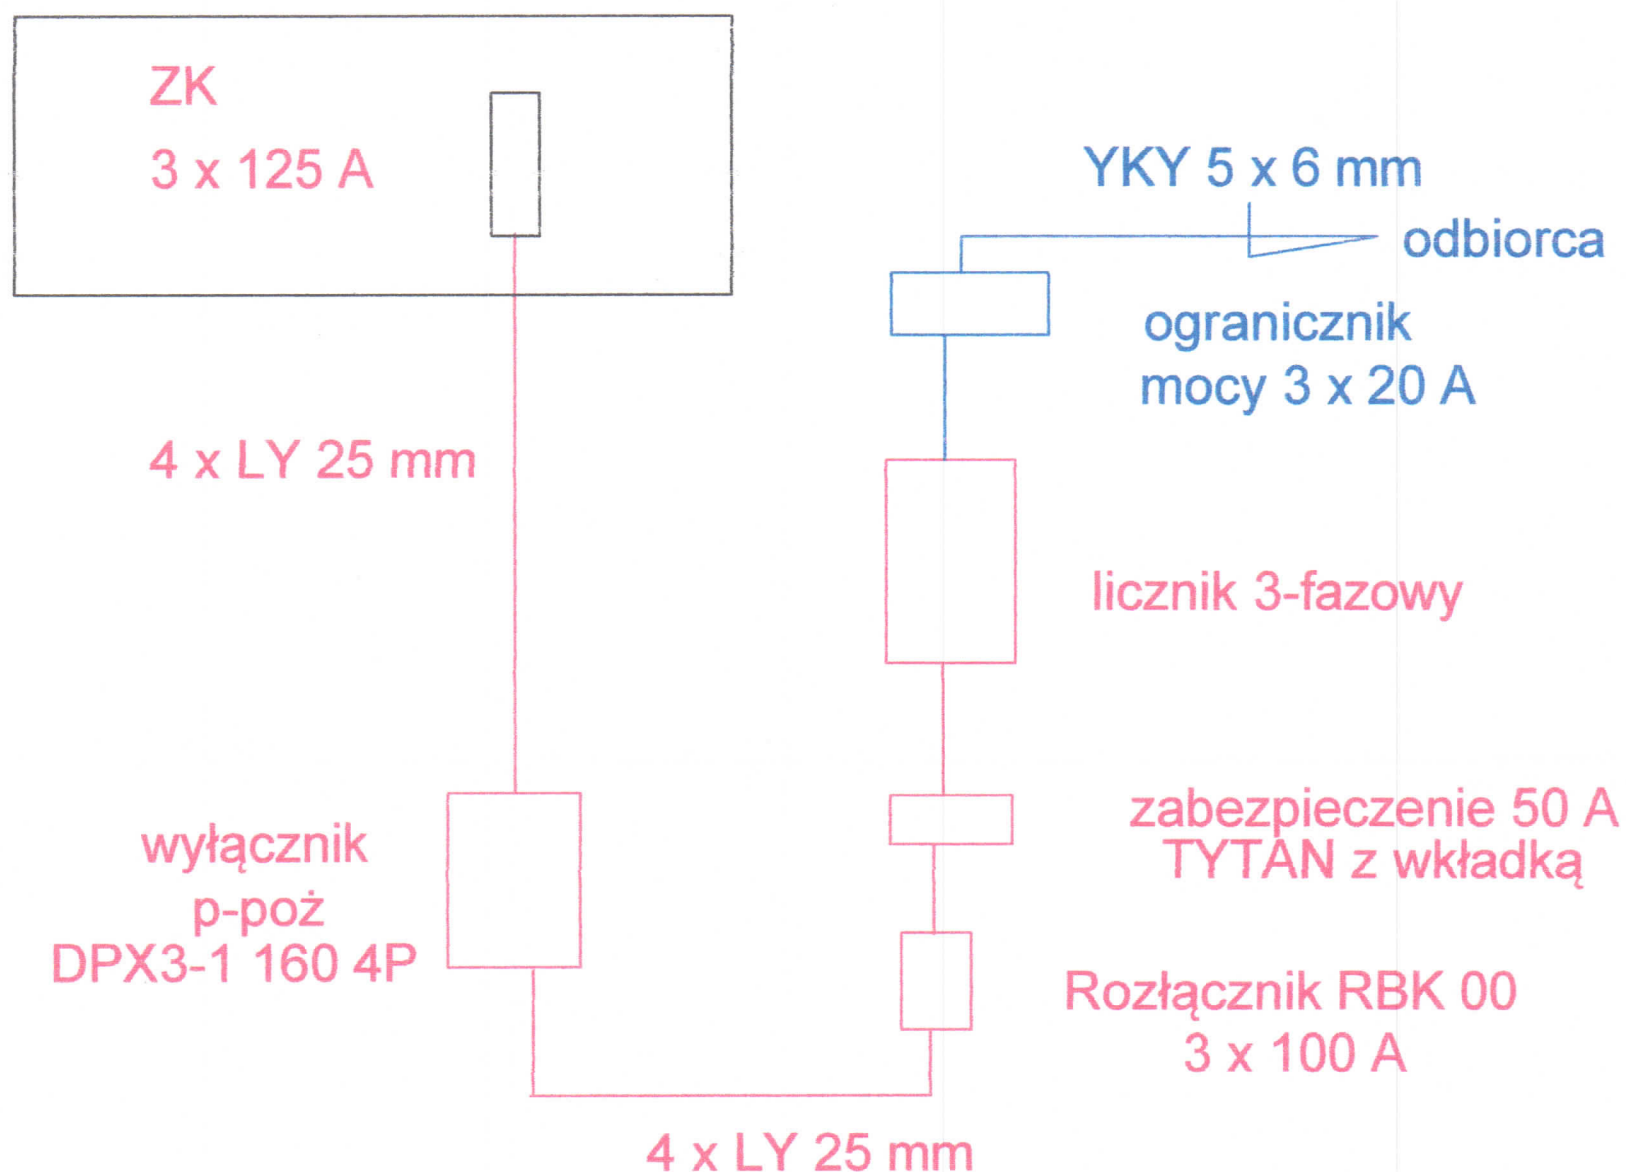 ZK
3 x 125 A
4 x LY 25 mm
wyłącznik
p-poż
DPX3-1 160 4P
4 x LY 25 mm
YKY 5 x 6 mm
odbiorca
ogranicznik
mocy 3 x 20 A
licznik 3-fazowy
zabezpieczenie 50 A
TYTAN z wkładką
Rozłącznik RBK 00
3 x 100 A